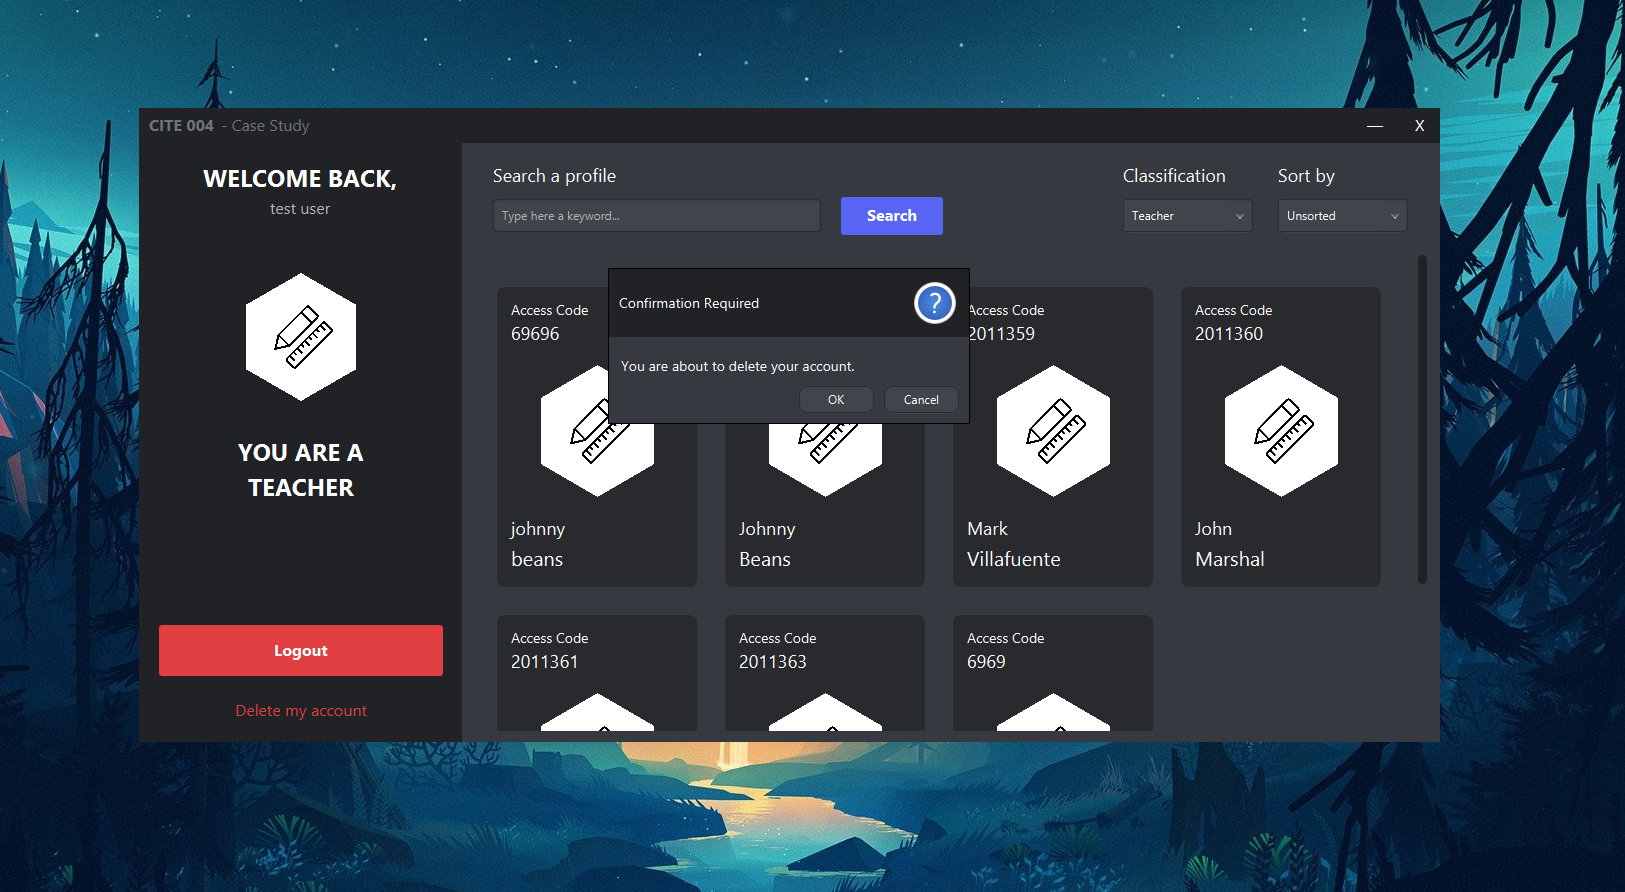 CITE 004 - Case Study
— X
WELCOME BACK,
test user
YOU ARE A
TEACHER
Logout
Delete my account
Search a profile
Type here a keyword...
Search
Classification
Teacher
Sort by
Unsorted
Confirmation Required
?
You are about to delete your account.
OK
Cancel
Access Code
69696
johnny
beans
Johnny
Beans
Access Code
2011359
Mark
Villafuente
Access Code
2011360
John
Marshal
Access Code
2011361
Access Code
2011363
Access Code
6969